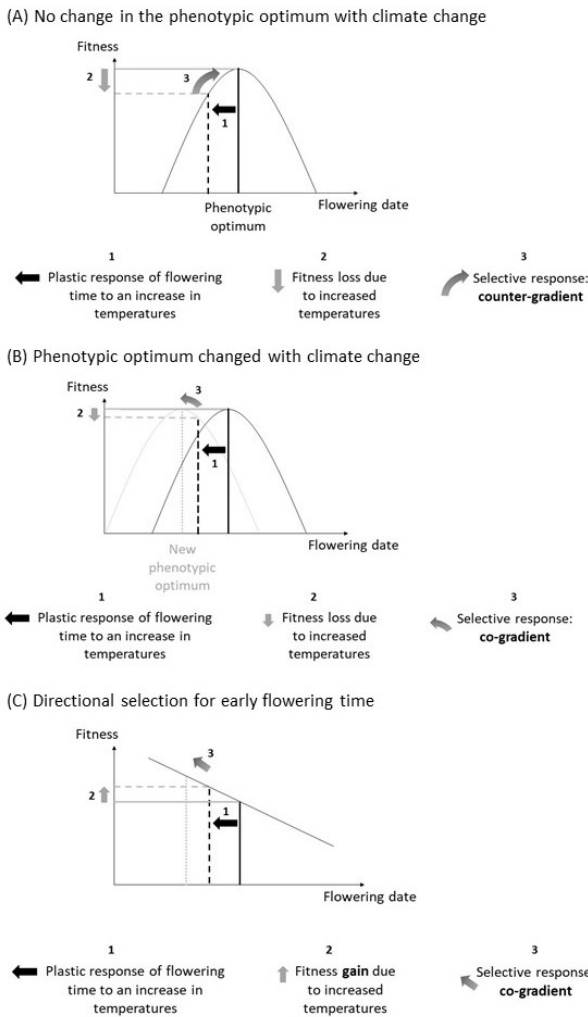 (A) No change in the phenotypic optimum with climate change
Fitness
2
3
1
Phenotypic
optimum
Flowering date
1
Plastic response of flowering
time to an increase in
temperatures
2
Fitness loss due
to increased
temperatures
3
Selective response:
counter-gradient
(B) Phenotypic optimum changed with climate change
Fitness
3
2
1
Flowering date
New
phenotypic
optimum
1
Plastic response of flowering
time to an increase in
temperatures
2
Fitness loss due
to increased
temperatures
3
Selective response:
co-gradient
(C) Directional selection for early flowering time
Fitness
3
2
1
Flowering date
1
Plastic response of flowering
time to an increase in
temperatures
2
Fitness gain due
to increased
temperatures
3
Selective response
co-gradient